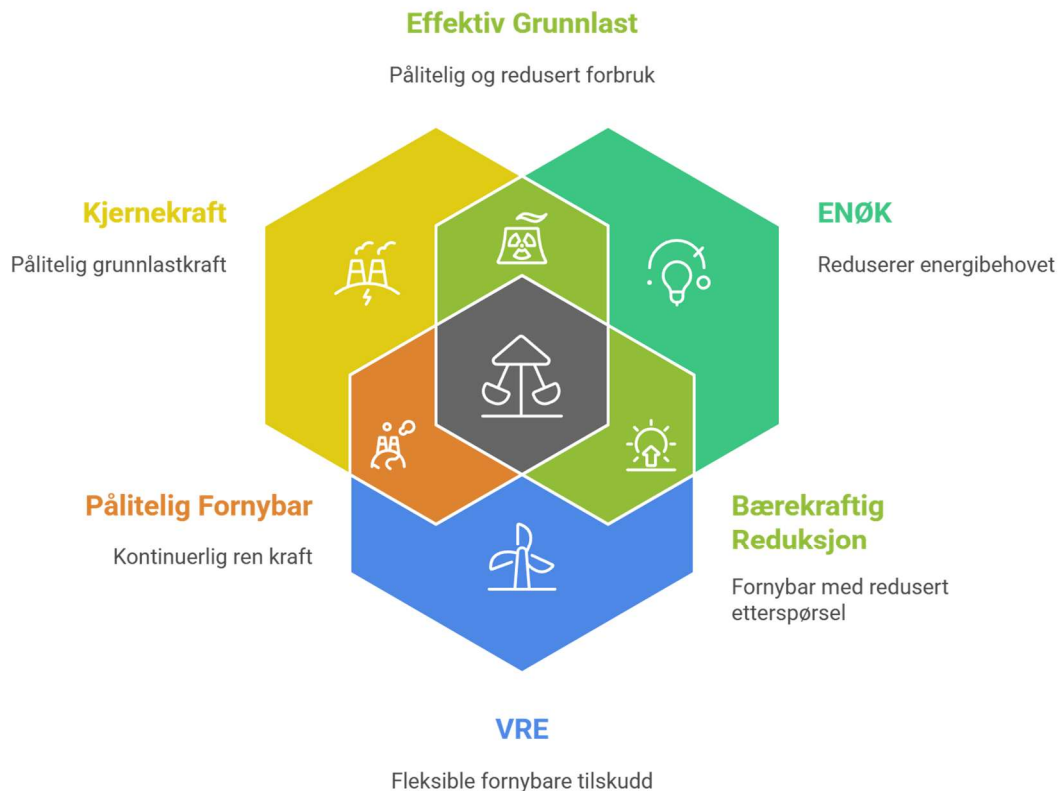 Effektiv Grunnlast
Pålitelig og redusert forbruk
Kjernekraft
Pålitelig grunnlastkraft
ENØK
Reduserer energibehovet
Pålitelig Fornybar
Kontinuerlig ren kraft
Bærekraftig
Reduksjon
Fornybar med redusert
etterspørsel
VRE
Fleksible fornybare tilskudd